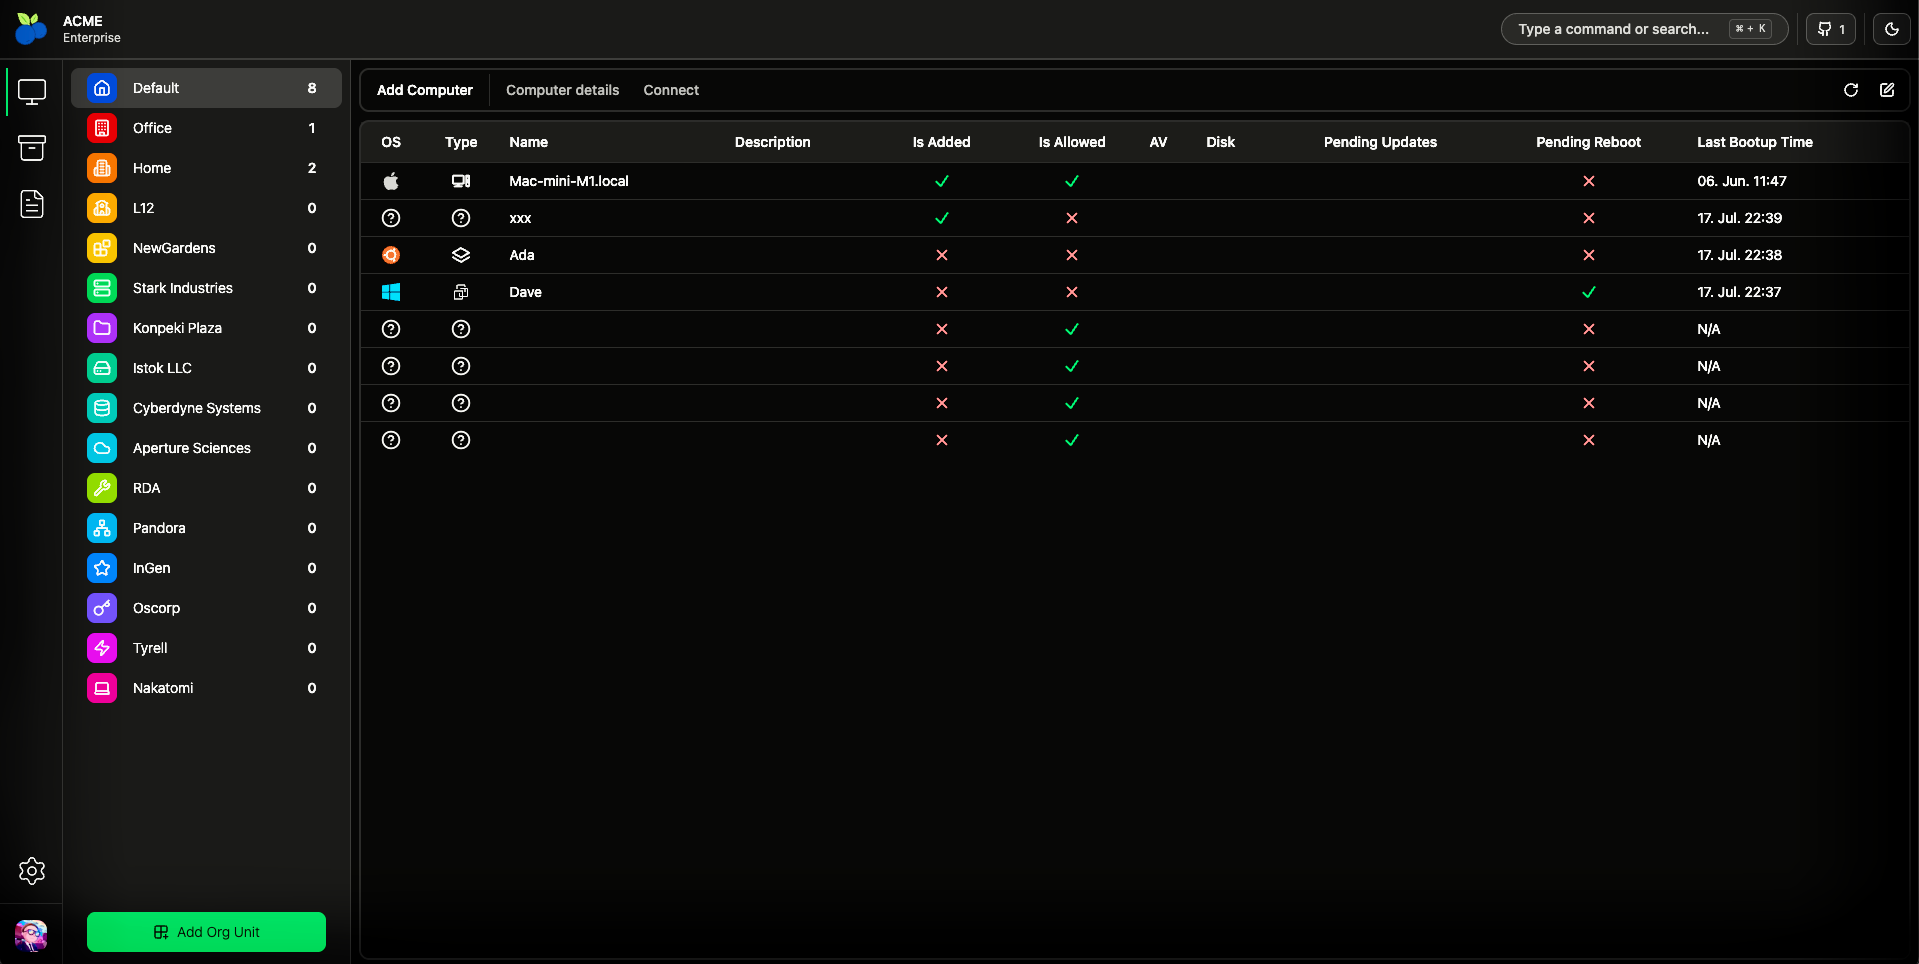 ACME
Enterprise
Type a command or search... ⌘ + K
1
Default 8
Office 1
Home 2
L12 0
NewGardens 0
Stark Industries 0
Konpeki Plaza 0
Istok LLC 0
Cyberdyne Systems 0
Aperture Sciences 0
RDA 0
Pandora 0
InGen 0
Oscorp 0
Tyrell 0
Nakatomi 0
Add Org Unit
Add Computer Computer details Connect
OS Type Name Description Is Added Is Allowed AV Disk Pending Updates Pending Reboot Last Bootup Time
Mac-mini-M1.local 06. Jun. 11:47
xxx 17. Jul. 22:39
Ada 17. Jul. 22:38
Dave 17. Jul. 22:37
N/A
N/A
N/A
N/A